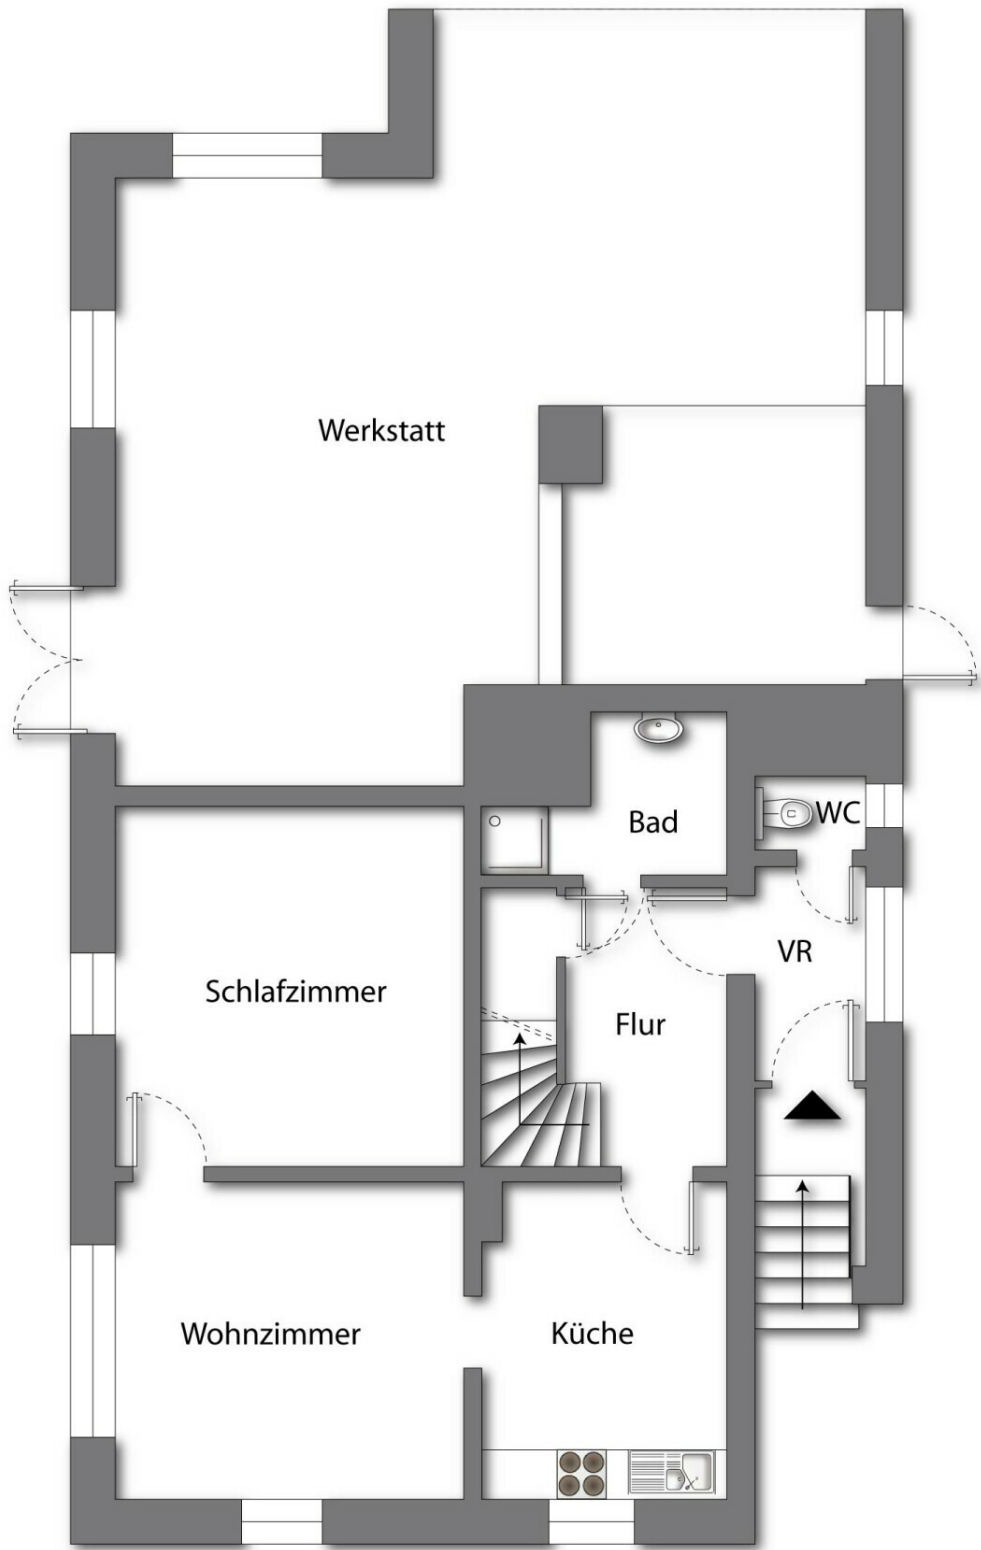 Werkstatt
Bad
WC
VR
Schlafzimmer
Flur
Wohnzimmer
Küche